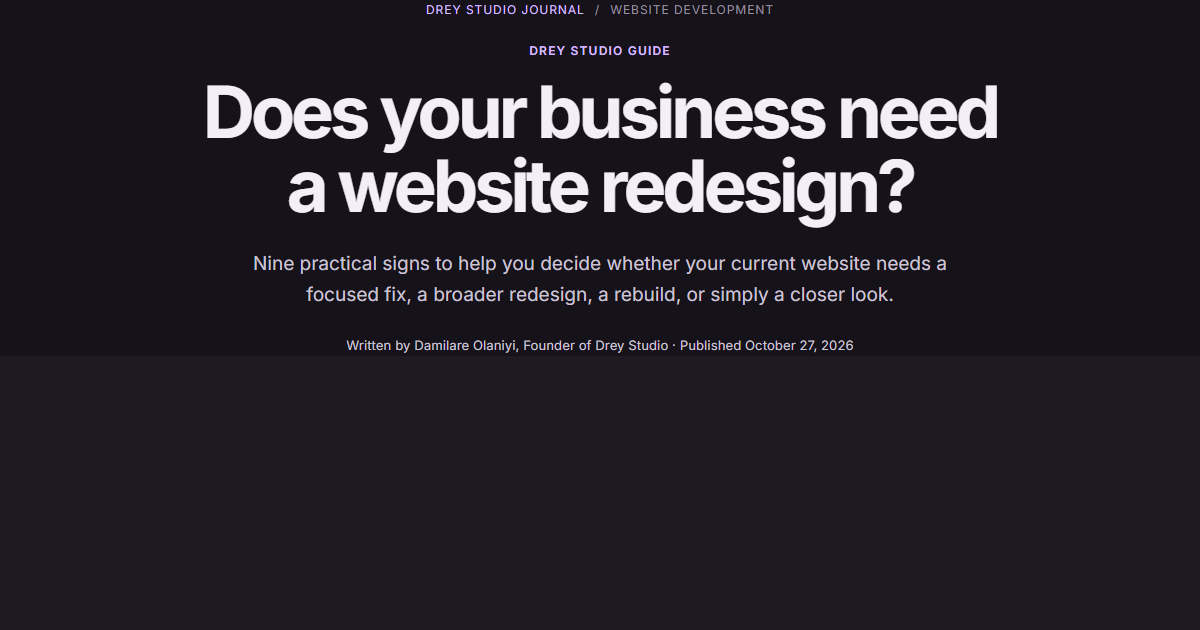 DREY STUDIO JOURNAL / WEBSITE DEVELOPMENT
DREY STUDIO GUIDE
Does your business need
a website redesign?
Nine practical signs to help you decide whether your current website needs a
focused fix, a broader redesign, a rebuild, or simply a closer look.
Written by Damilare Olaniyi, Founder of Drey Studio · Published October 27, 2026